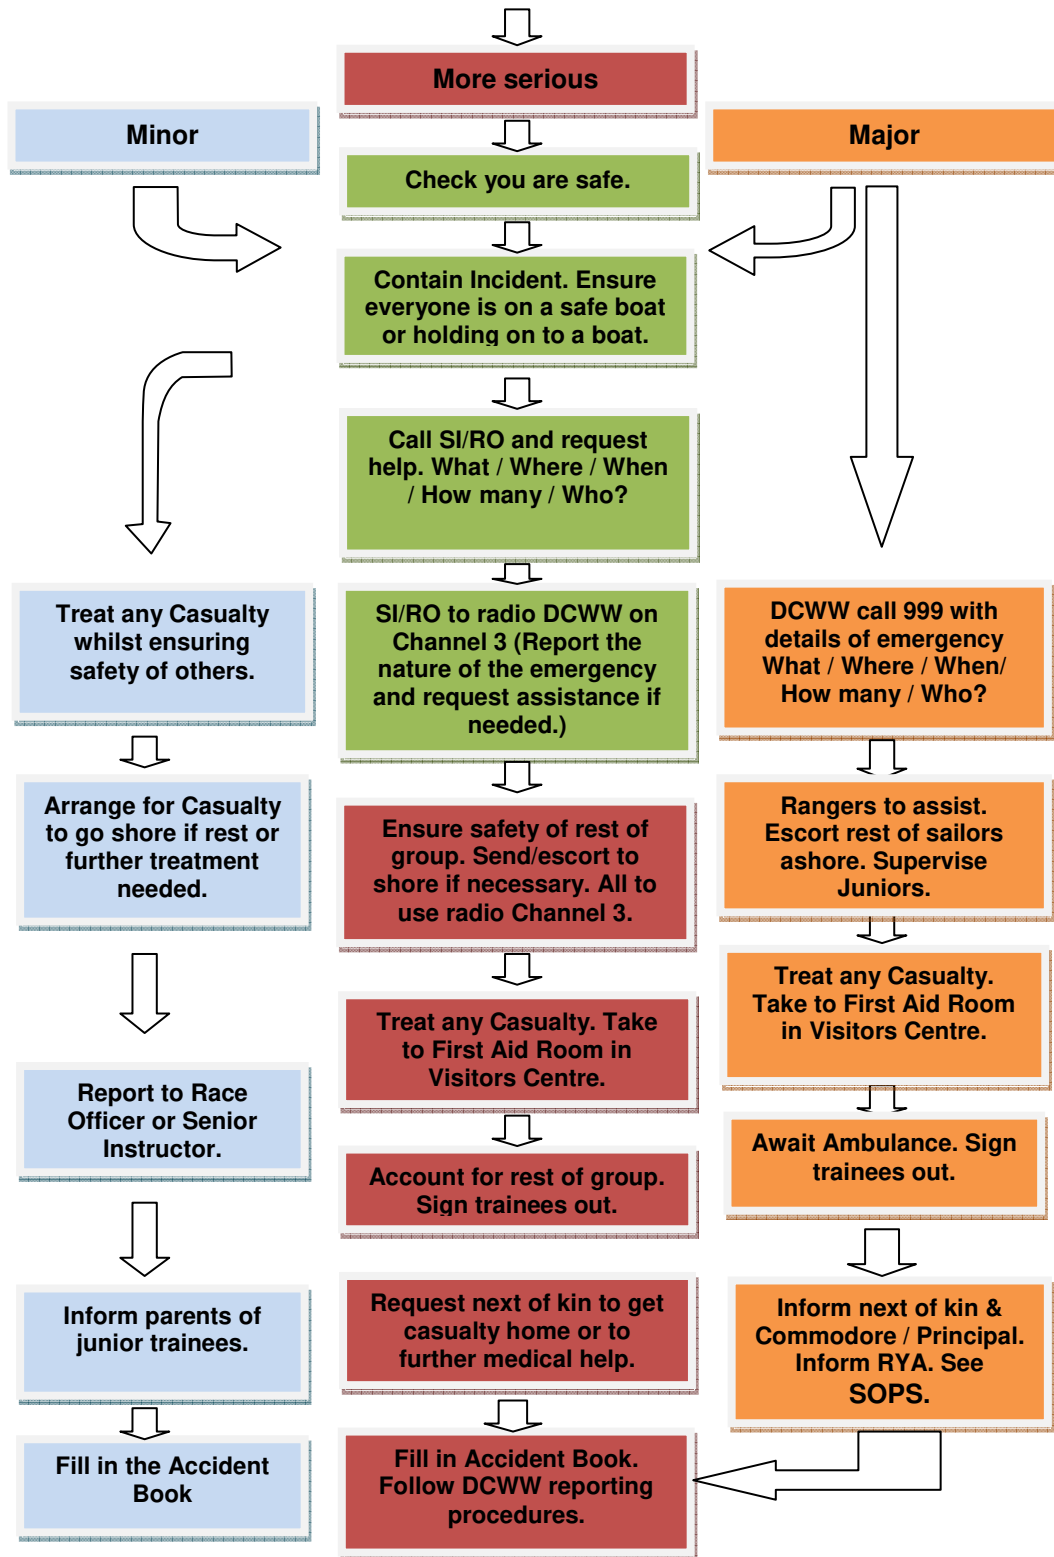 More serious
Minor
Major
Check you are safe.
Contain Incident. Ensure
everyone is on a safe boat
or holding on to a boat.
Call SI/RO and request
help. What / Where / When
/ How many / Who?
Treat any Casualty
whilst ensuring
safety of others.
SI/RO to radio DCWW on
Channel 3 (Report the
nature of the emergency
and request assistance if
needed.)
DCWW call 999 with
details of emergency
What / Where / When/
How many / Who?
Arrange for Casualty
to go shore if rest or
further treatment
needed.
Ensure safety of rest of
group. Send/escort to
shore if necessary. All to
use radio Channel 3.
Rangers to assist.
Escort rest of sailors
ashore. Supervise
Juniors.
Treat any Casualty. Take
to First Aid Room in
Visitors Centre.
Treat any Casualty.
Take to First Aid Room
in Visitors Centre.
Report to Race
Officer or Senior
Instructor.
Account for rest of group.
Sign trainees out.
Await Ambulance. Sign
trainees out.
Inform parents of
junior trainees.
Request next of kin to get
casualty home or to
further medical help.
Inform next of kin &
Commodore / Principal.
Inform RYA. See
SOPS.
Fill in the Accident
Book
Fill in Accident Book.
Follow DCWW reporting
procedures.